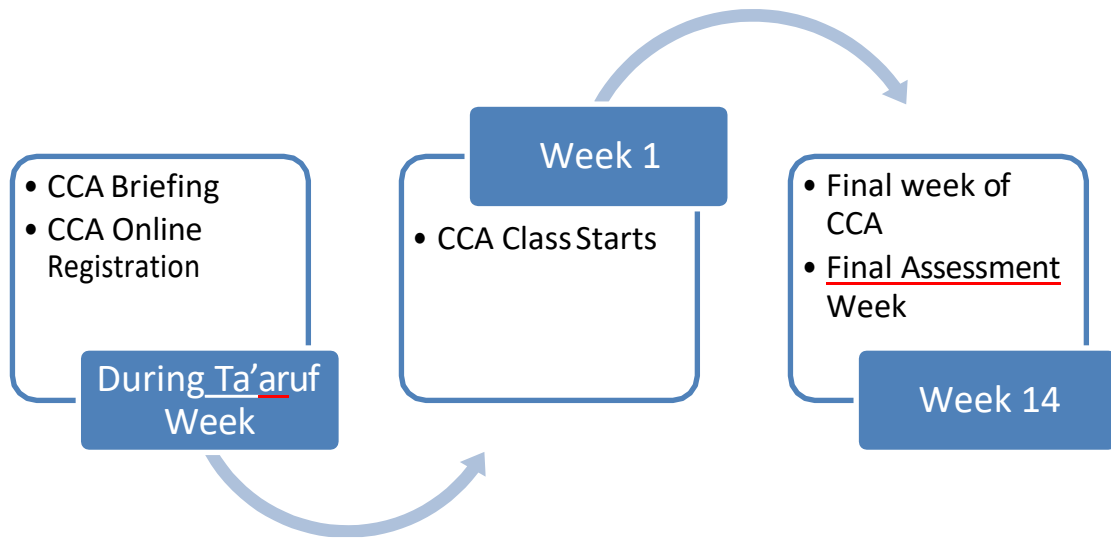 • CCA Briefing
• CCA Online
Registration
During Ta’aruf
Week
Week 1
• CCA Class Starts
• Final week of
CCA
• Final Assessment
Week
Week 14